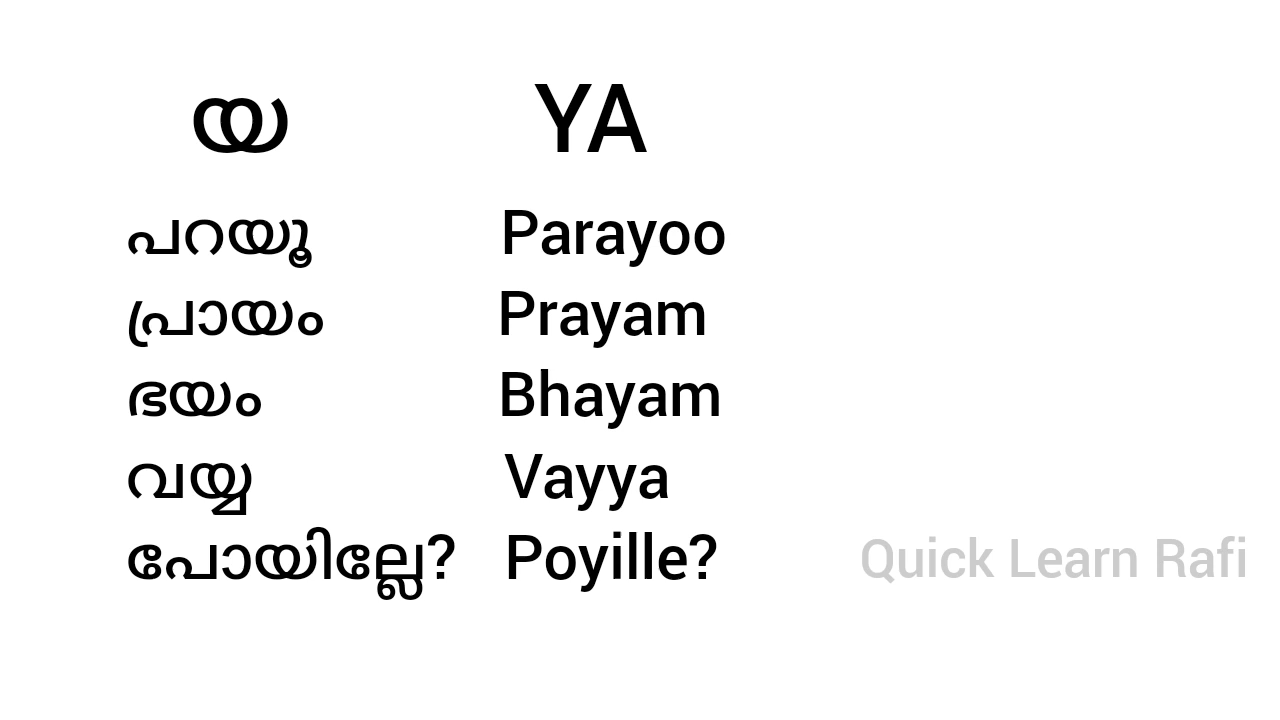 യ YA
പറയൂ Parayoo
പ്രായം Prayam
ഭയം Bhayam
വയ്യ Vayya
പോയില്ലേ? Poyille?
Quick Learn Rafi